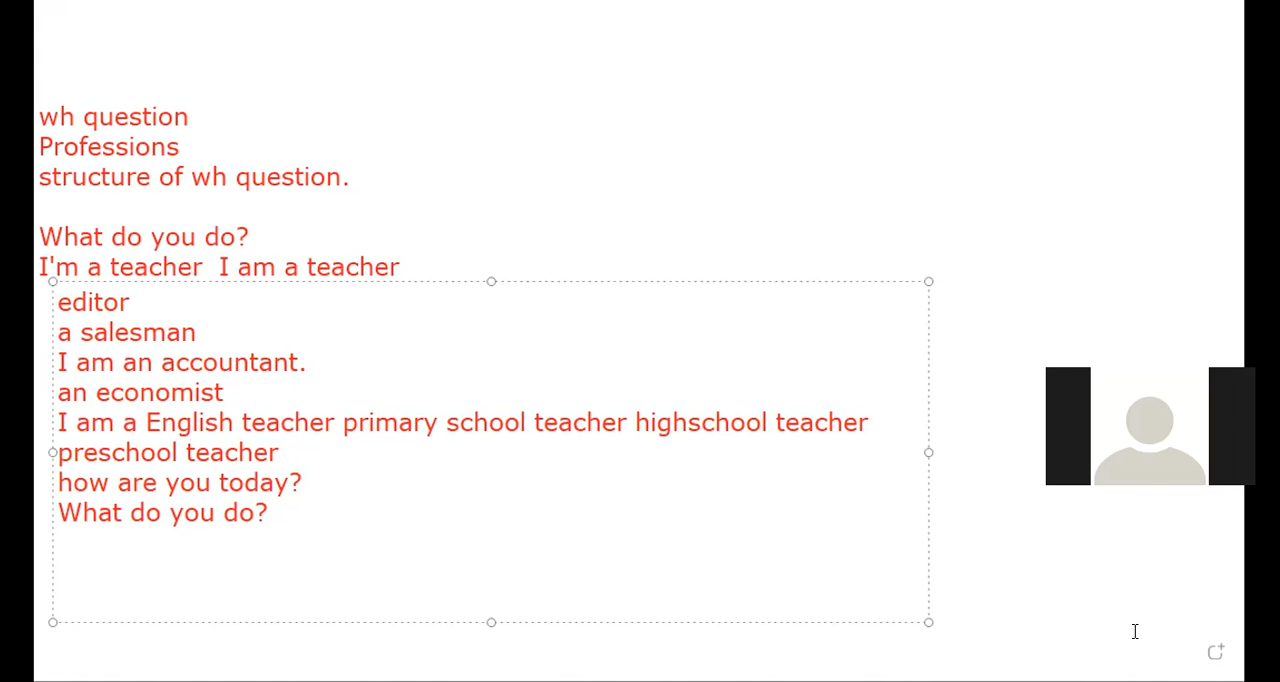 wh question
Professions
structure of wh question.
What do you do?
I'm a teacher  I am a teacher
editor
a salesman
I am an accountant.
an economist
I am a English teacher primary school teacher highschool teacher
preschool teacher
how are you today?
What do you do?